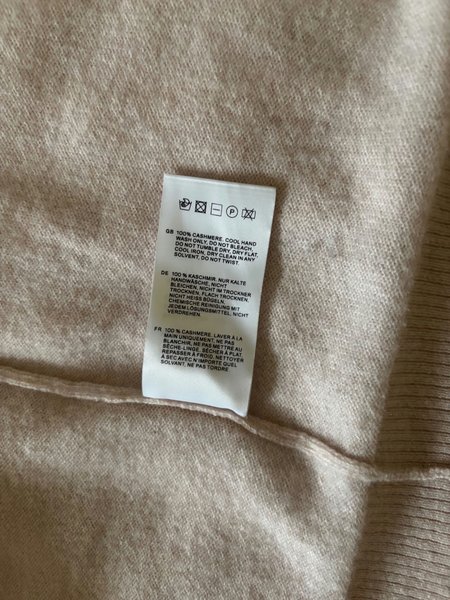 P
GB 100% CASHMERE COOL HAND
WASH ONLY, DO NOT BLEACH,
DO NOT TUMBLE DRY, DRY FLAT,
COOL IRON, DRY CLEAN IN ANY
SOLVENT, DO NOT TWIST
DE 100 % KASCHMIR. NUR KALTE
HANDWÄSCHE, NICHT
BLEICHEN, NICHT IM TROCKNER
TROCKNEN, FLACH TROCKNEN,
NICHT HEISS BÜGELN,
CHEMISCHE REINIGUNG MIT
JEDEM LÖSUNGSMITTEL, NICHT
VERDREHEN
FR 100 % CASHMERE. LAVER À LA
MAIN UNIQUEMENT, NE PAS
BLANCHIR, NE PAS METTRE AU
SÈCHE-LINGE, SÉCHER À PLAT,
REPASSER À FROID, NETTOYER
À SEC AVEC N'IMPORTE QUEL
SOLVANT, NE PAS TORDRE